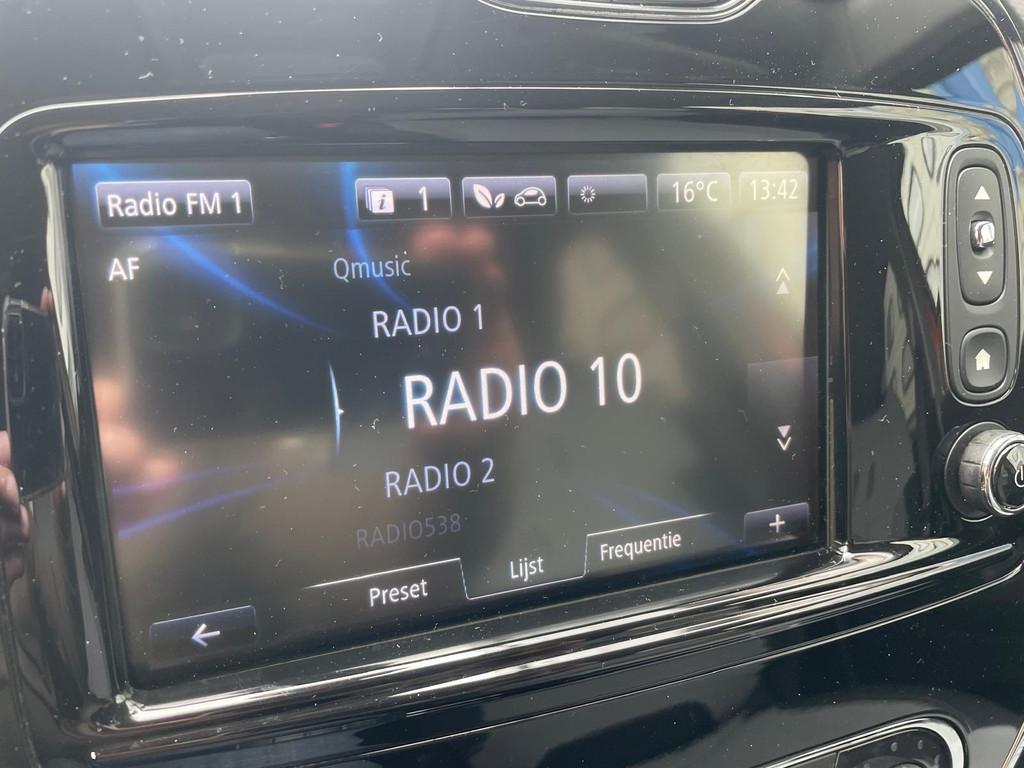 Radio FM 1
i 1
16°C
13:42
AF
Qmusic
RADIO 1
RADIO 10
RADIO 2
RADIO538
Preset
Lijst
Frequentie
+